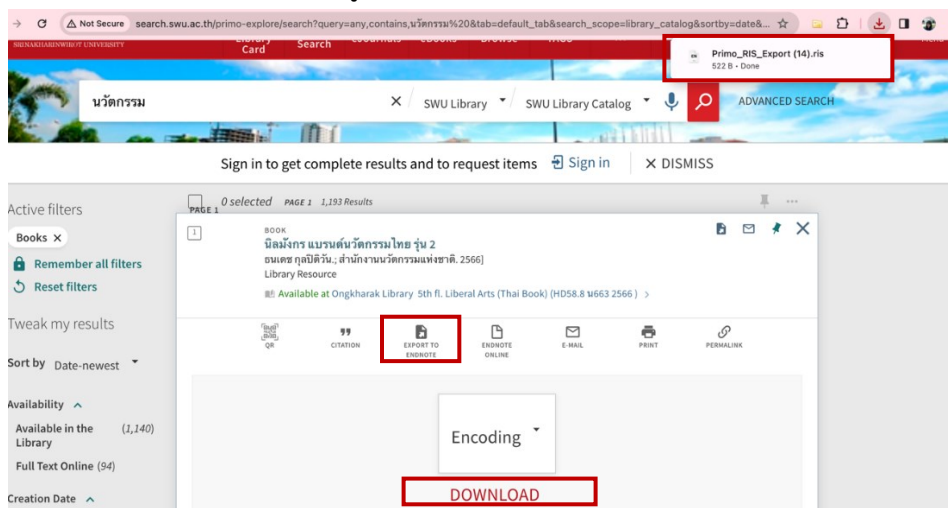 Not Secure search.swu.ac.th/primo-explore/search?query=any,contains,นวัตกรรม%20&tab=default_tab&search_scope=library_catalog&sortby=date&...
SRINAKHARINWIROT UNIVERSITY
Card
Search
Primo_RIS_Export (14).ris
522 B • Done
นวัตกรรม
SWU Library
SWU Library Catalog
ADVANCED SEARCH
Sign in to get complete results and to request items Sign in X DISMISS
Active filters
Books X
Remember all filters
Reset filters
Tweak my results
Sort by Date-newest
Availability
Available in the Library (1,140)
Full Text Online (94)
Creation Date
0 selected PAGE 1 1,193 Results
PAGE 1
1
BOOK
นิลมังกร แบรนด์นวัตกรรมไทย รุ่น 2
ธนเดช กุลปิติวัน.; สำนักงานนวัตกรรมแห่งชาติ. 2566]
Library Resource
Available at Ongkharak Library 5th fl. Liberal Arts (Thai Book) (HD58.8 น663 2566 ) >
QR
CITATION
EXPORT TO ENDNOTE
ENDNOTE ONLINE
E-MAIL
PRINT
PERMALINK
Encoding
DOWNLOAD